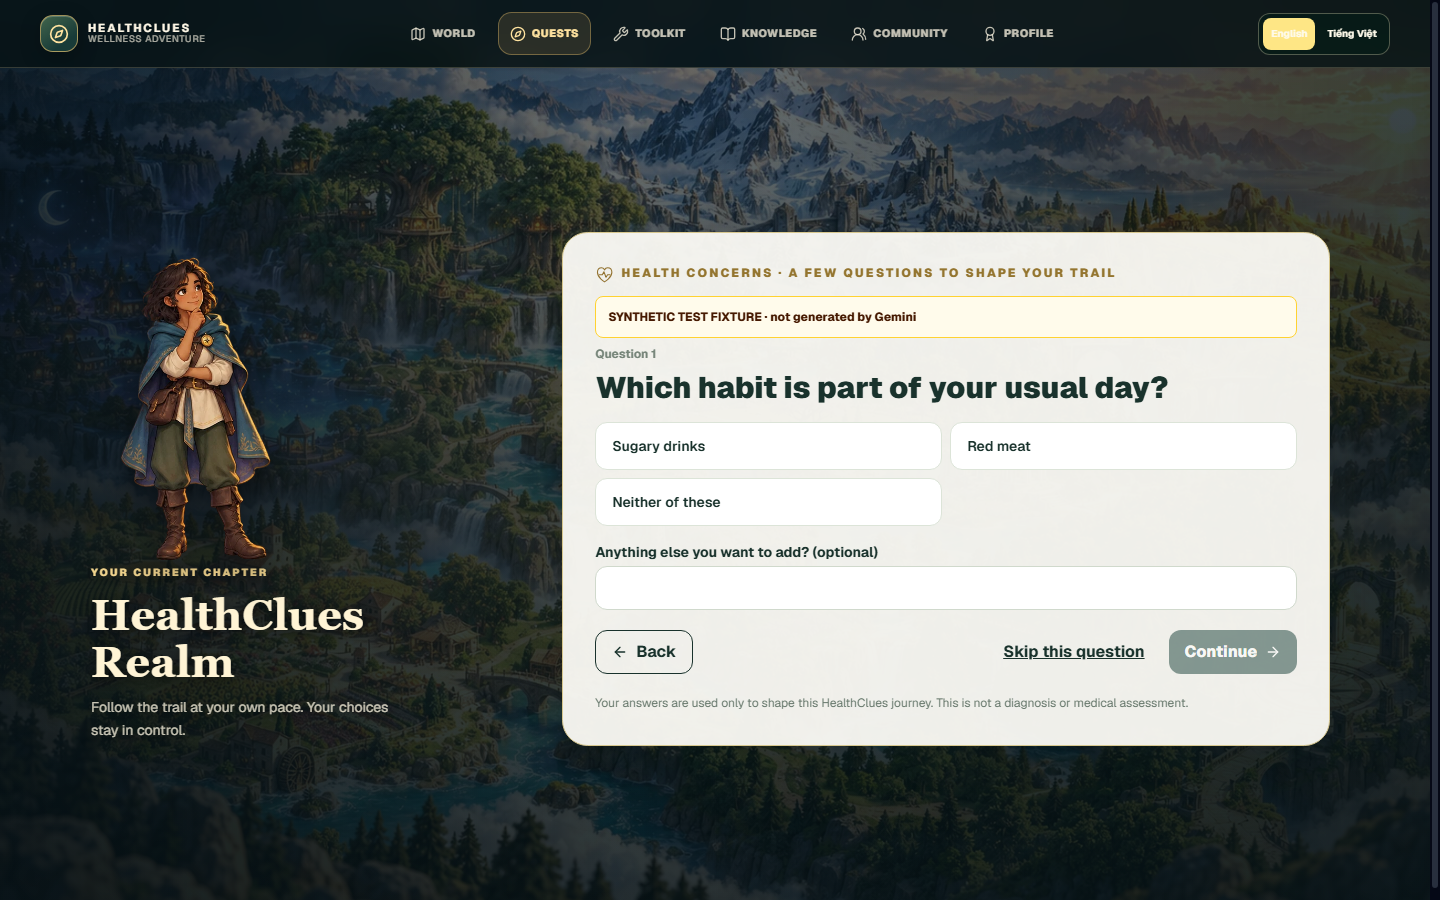 HEALTHCLUES
WELLNESS ADVENTURE
WORLD
QUESTS
TOOLKIT
KNOWLEDGE
COMMUNITY
PROFILE
English
Tiếng Việt
YOUR CURRENT CHAPTER
HealthClues
Realm
Follow the trail at your own pace. Your choices
stay in control.
HEALTH CONCERNS · A FEW QUESTIONS TO SHAPE YOUR TRAIL
SYNTHETIC TEST FIXTURE · not generated by Gemini
Question 1
Which habit is part of your usual day?
Sugary drinks
Red meat
Neither of these
Anything else you want to add? (optional)
Back
Skip this question
Continue
Your answers are used only to shape this HealthClues journey. This is not a diagnosis or medical assessment.